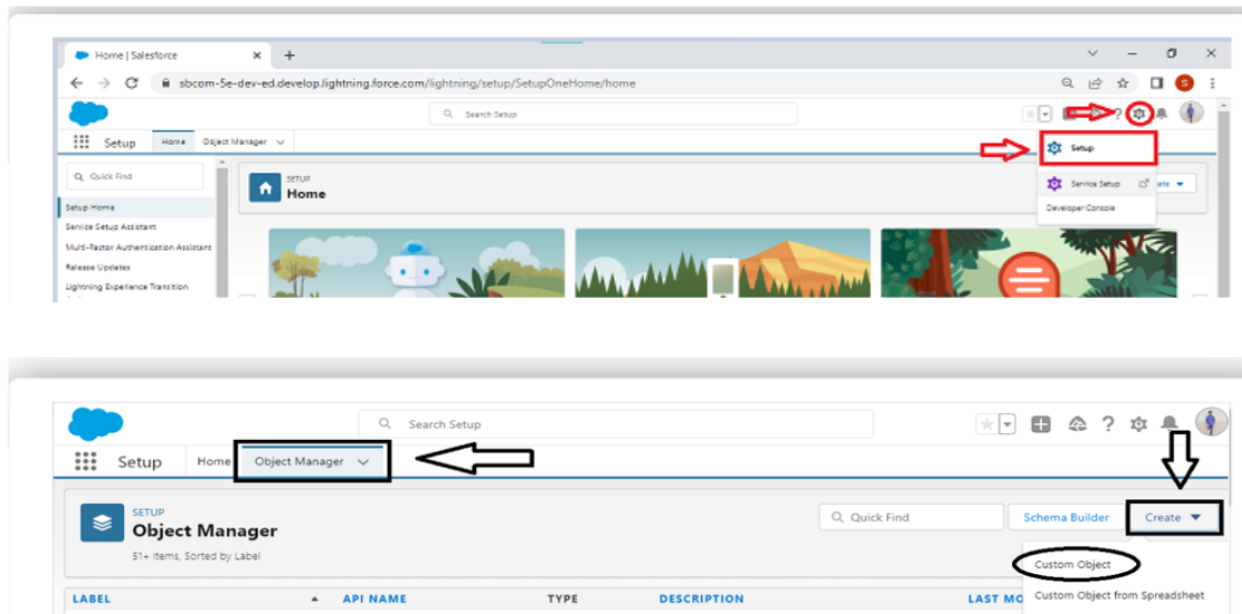 Home | Salesforce
sbcom-5e-dev-ed.develop.lightning.force.com/lightning/setup/SetupOneHome/home
S
Search Setup
?
Setup Home Object Manager
Setup
Quick Find
SETUP
Home
Service Setup
ate
Setup Home
Developer Console
Service Setup Assistant
Multi-Factor Authentication Assistant
Release Updates
Lightning Experience Transition
Search Setup
?
Setup Home Object Manager
SETUP
Object Manager
51+ Items, Sorted by Label
Quick Find
Schema Builder
Create
Custom Object
Custom Object from Spreadsheet
LABEL API NAME TYPE DESCRIPTION LAST MO